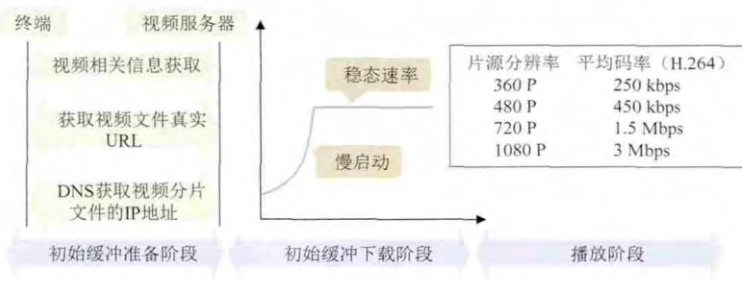 终端
视频服务器
视频相关信息获取
获取视频文件真实
URL
DNS获取视频分片
文件的IP地址
稳态速率
慢启动
片源分辨率 平均码率（H.264）
360 P 250 kbps
480 P 450 kbps
720 P 1.5 Mbps
1080 P 3 Mbps
初始缓冲准备阶段
初始缓冲下载阶段
播放阶段